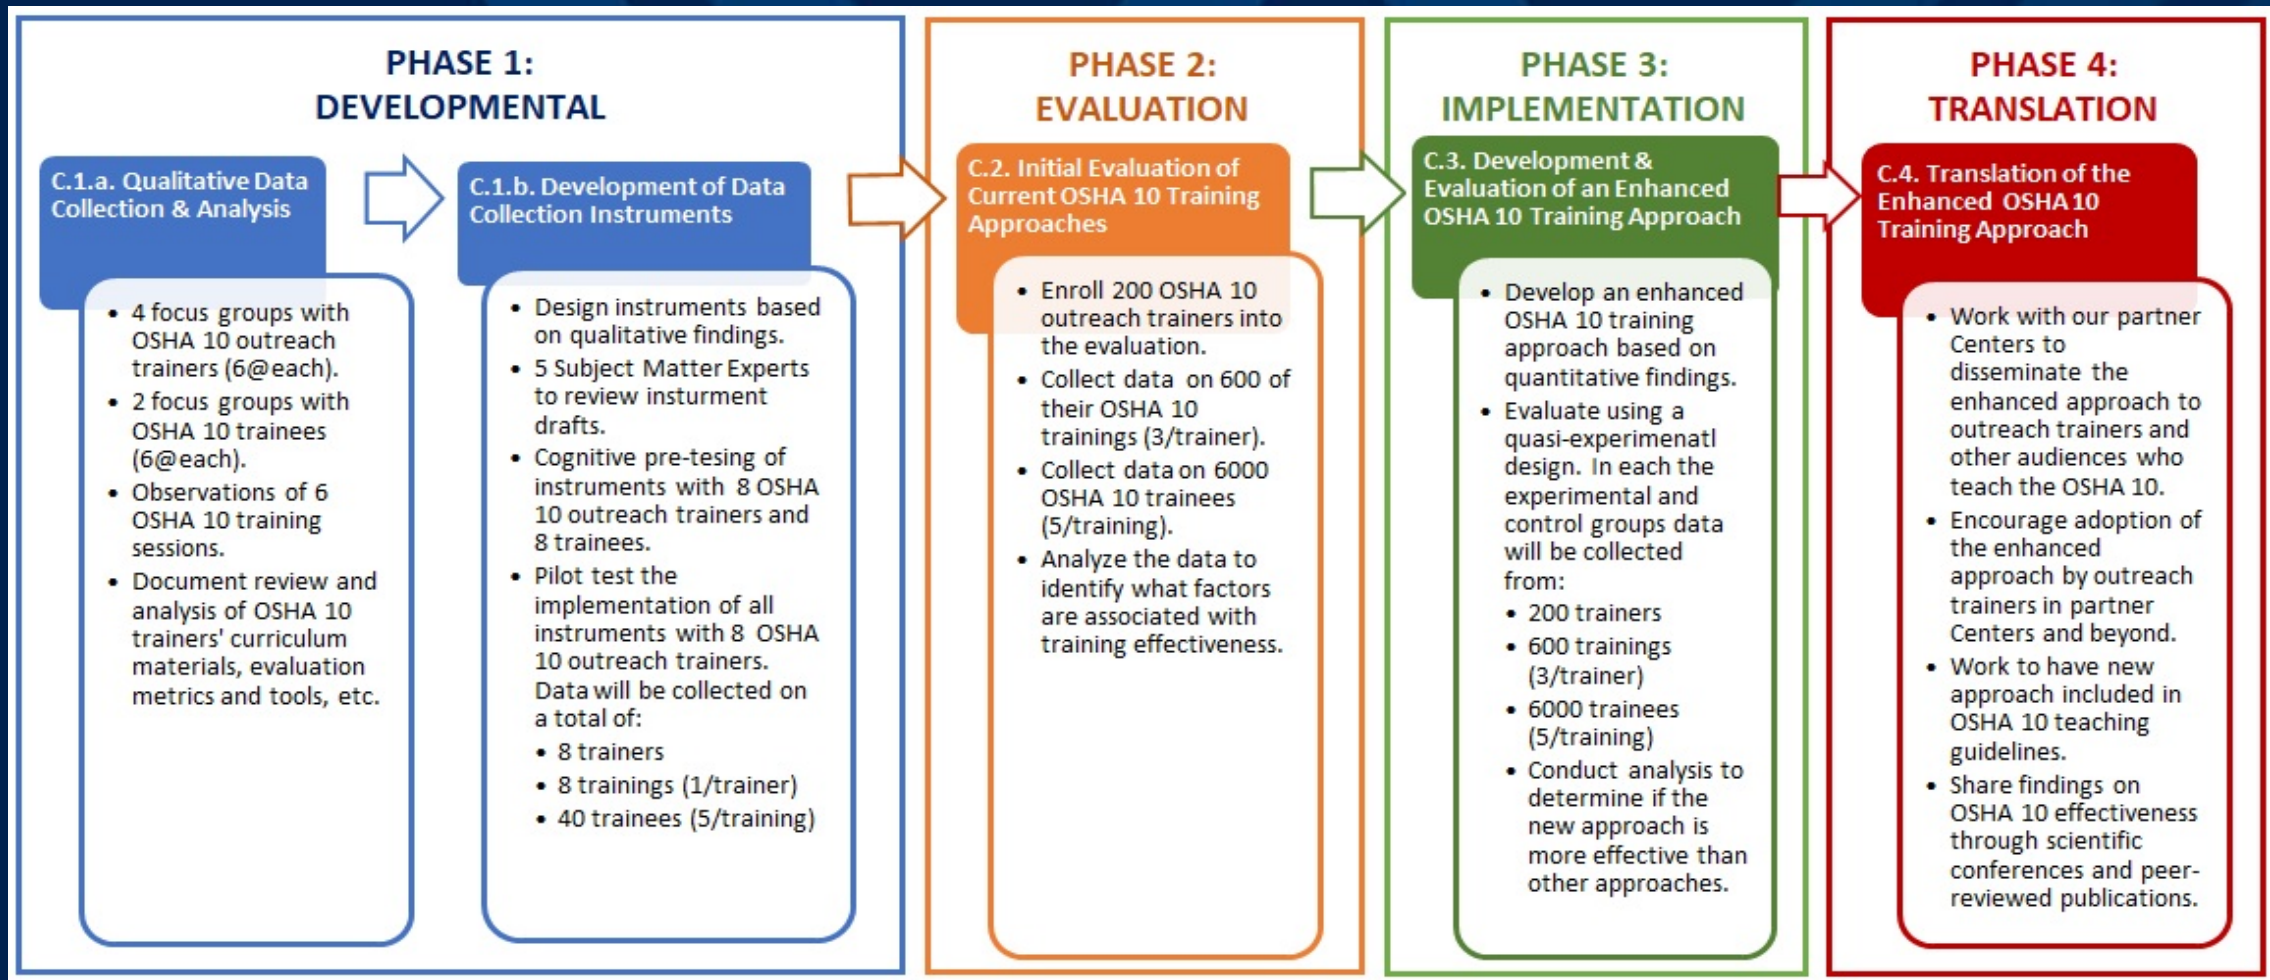 PHASE 1:
DEVELOPMENTAL
C.1.a. Qualitative Data
Collection & Analysis
• 4 focus groups with
OSHA 10 outreach
trainers (6@each).
• 2 focus groups with
OSHA 10 trainees
(6@each).
• Observations of 6
OSHA 10 training
sessions.
• Document review and
analysis of OSHA 10
trainers' curriculum
materials, evaluation
metrics and tools, etc.
C.1.b. Development of Data
Collection Instruments
• Design instruments based
on qualitative findings.
• 5 Subject Matter Experts
to review insturment
drafts.
• Cognitive pre-tesing of
instruments with 8 OSHA
10 outreach trainers and
8 trainees.
• Pilot test the
implementation of all
instruments with 8 OSHA
10 outreach trainers.
Data will be collected on
a total of:
• 8 trainers
• 8 trainings (1/trainer)
• 40 trainees (5/training)
PHASE 2:
EVALUATION
C.2. Initial Evaluation of
Current OSHA 10 Training
Approaches
• Enroll 200 OSHA 10
outreach trainers into
the evaluation.
• Collect data on 600 of
their OSHA 10
trainings (3/trainer).
• Collect data on 6000
OSHA 10 trainees
(5/training).
• Analyze the data to
identify what factors
are associated with
training effectiveness.
PHASE 3:
IMPLEMENTATION
C.3. Development &
Evaluation of an Enhanced
OSHA 10 Training Approach
• Develop an enhanced
OSHA 10 training
approach based on
quantitative findings.
• Evaluate using a
quasi-experimenatl
design. In each the
experimental and
control groups data
will be collected
from:
• 200 trainers
• 600 trainings
(3/trainer)
• 6000 trainees
(5/training)
• Conduct analysis to
determine if the
new approach is
more effective than
other approaches.
PHASE 4:
TRANSLATION
C.4. Translation of the
Enhanced OSHA 10
Training Approach
• Work with our partner
Centers to
disseminate the
enhanced approach to
outreach trainers and
other audiences who
teach the OSHA 10.
• Encourage adoption of
the enhanced
approach by outreach
trainers in partner
Centers and beyond.
• Work to have new
approach included in
OSHA 10 teaching
guidelines.
• Share findings on
OSHA 10 effectiveness
through scientific
conferences and peer-
reviewed publications.